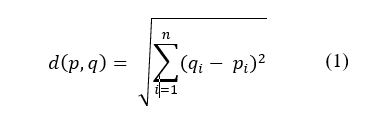 d(p, q) = √(∑_{i=1}^{n} (q_i − p_i)²) (1)